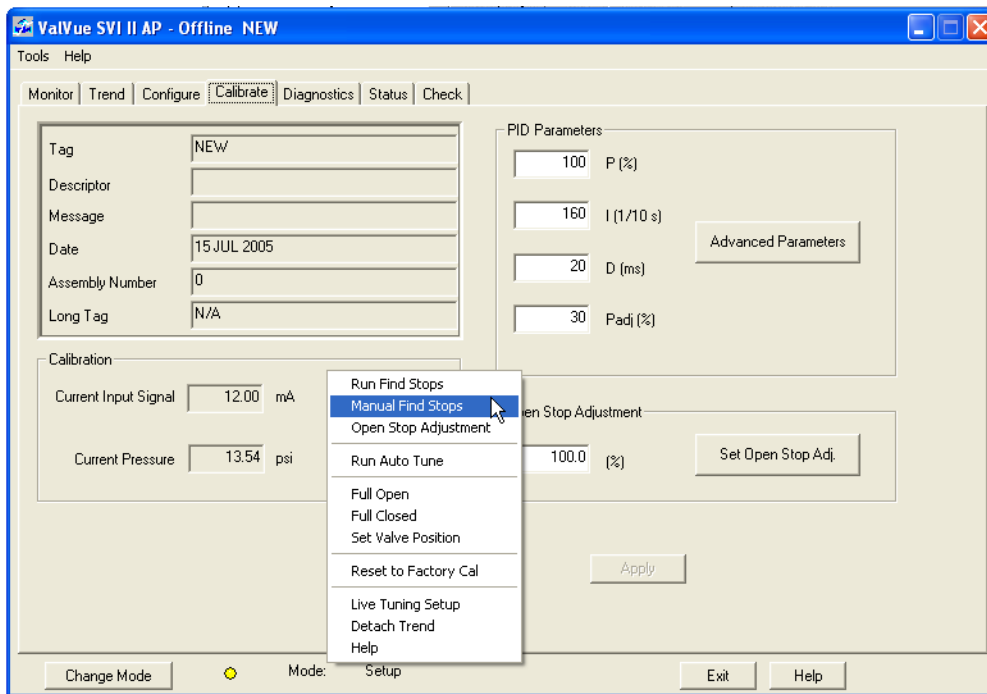 ValVue SVI II AP - Offline NEW
Tools Help
Monitor Trend Configure Calibrate Diagnostics Status Check
Tag NEW
Descriptor
Message
Date 15 JUL 2005
Assembly Number 0
Long Tag N/A
PID Parameters
100 P (%)
160 I (1/10 s)
20 D (ms)
30 Padj (%)
Advanced Parameters
Calibration
Current Input Signal 12.00 mA
Current Pressure 13.54 psi
Run Find Stops
Manual Find Stops
Open Stop Adjustment
Run Auto Tune
Full Open
Full Closed
Set Valve Position
Reset to Factory Cal
Live Tuning Setup
Detach Trend
Help
en Stop Adjustment
100.0 (%)
Set Open Stop Adj.
Apply
Change Mode Mode: Setup
Exit Help